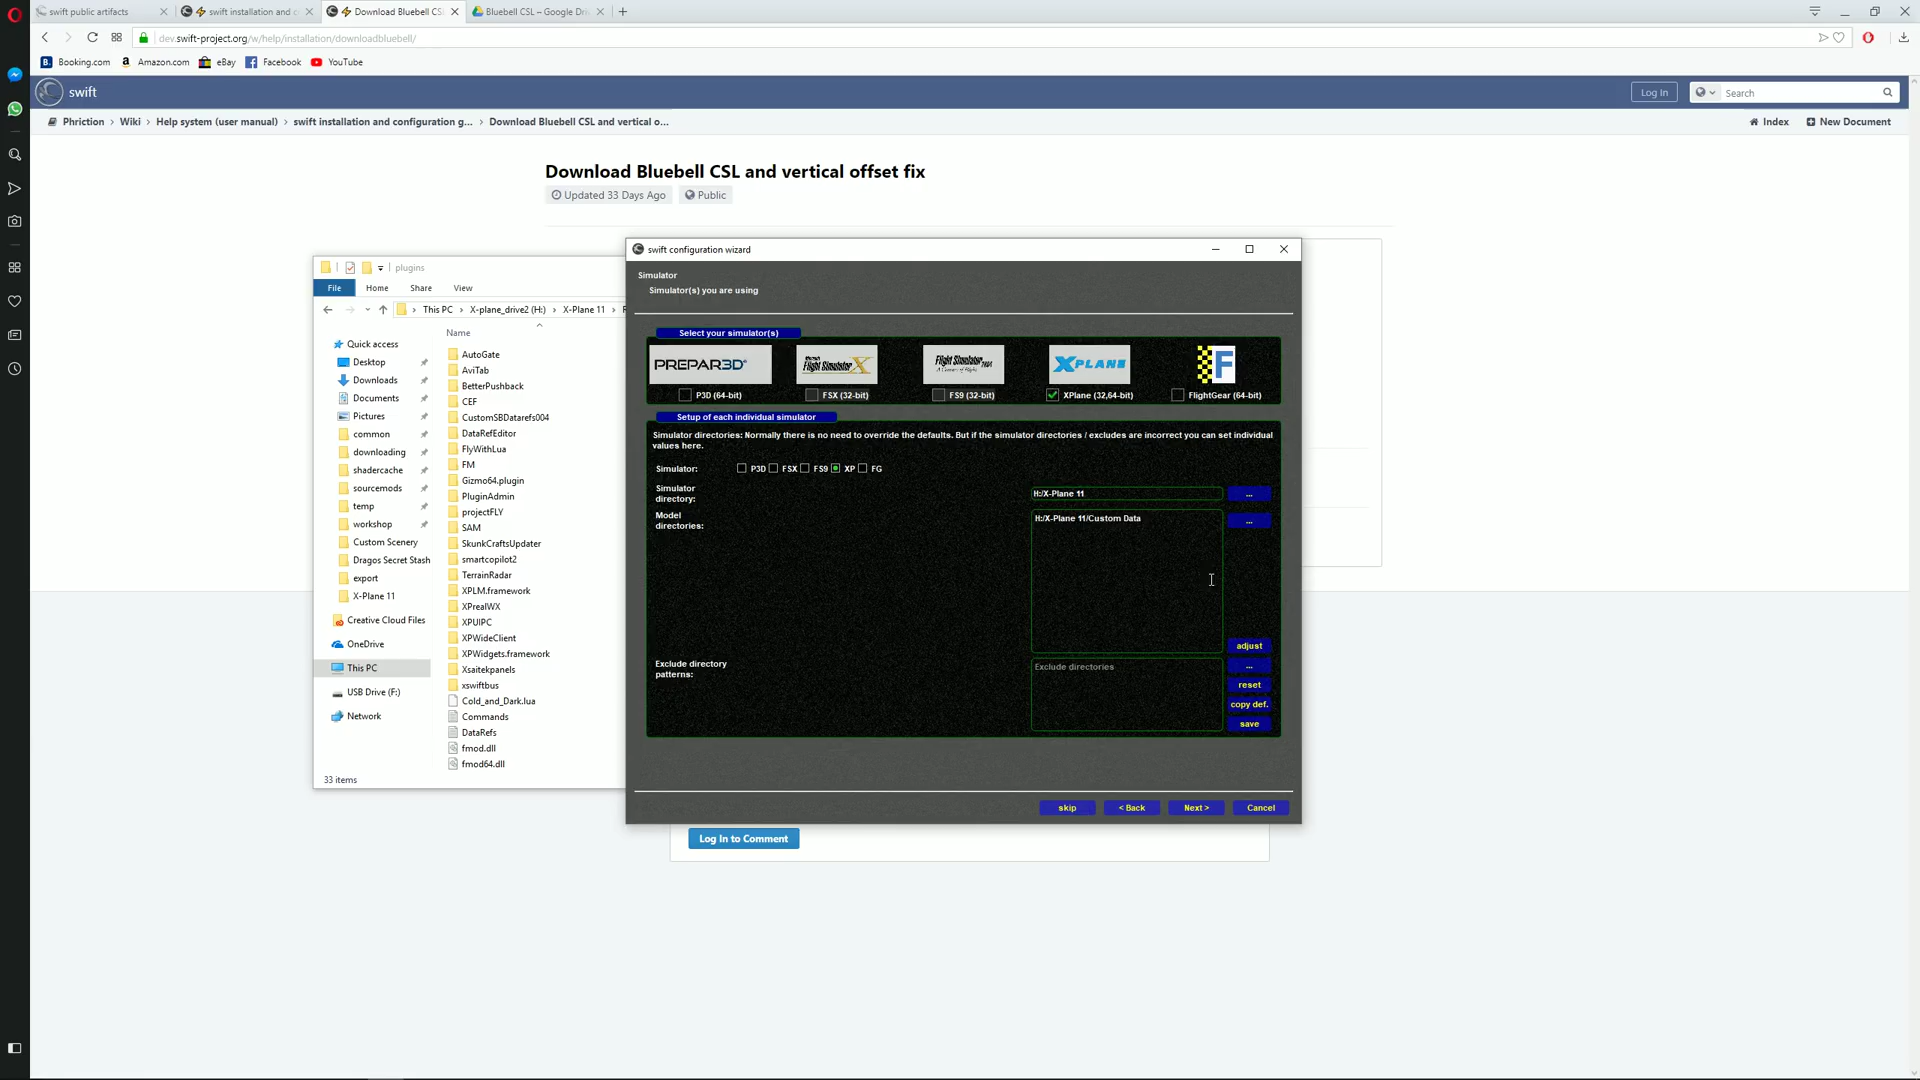 swift public artifacts
swift installation and c
Download Bluebell CS
Bluebell CSL – Google Dri
dev.swift-project.org/w/help/installation/downloadbluebell/
Booking.com
Amazon.com
eBay
Facebook
YouTube
swift
Log In
Search
Phriction > Wiki > Help system (user manual) > swift installation and configuration g... > Download Bluebell CSL and vertical o...
Index
New Document
Download Bluebell CSL and vertical offset fix
Updated 33 Days Ago
Public
plugins
File
Home
Share
View
This PC > X-plane_drive2 (H:) > X-Plane 11
Name
Quick access
Desktop
Downloads
Documents
Pictures
common
downloading
shadercache
sourcemods
temp
workshop
Custom Scenery
Dragos Secret Stash
export
X-Plane 11
Creative Cloud Files
OneDrive
This PC
USB Drive (F:)
Network
AutoGate
AviTab
BetterPushback
CEF
CustomSBDatarefs004
DataRefEditor
FlyWithLua
FM
Gizmo64.plugin
PluginAdmin
projectFLY
SAM
SkunkCraftsUpdater
smartcopilot2
TerrainRadar
XPLM.framework
XPrealWX
XPUIPC
XPWideClient
XPWidgets.framework
Xsaitekpanels
xswiftbus
Cold_and_Dark.lua
Commands
DataRefs
fmod.dll
fmod64.dll
33 items
swift configuration wizard
Simulator
Simulator(s) you are using
Select your simulator(s)
PREPAR3D
Flight Simulator X
Flight Simulator
XPLANE
F
P3D (64-bit)
FSX (32-bit)
FS9 (32-bit)
XPlane (32,64-bit)
FlightGear (64-bit)
Setup of each individual simulator
Simulator directories: Normally there is no need to override the defaults. But if the simulator directories / excludes are incorrect you can set individual
values here.
Simulator:
P3D
FSX
FS9
XP
FG
Simulator
directory:
H:/X-Plane 11
...
Model
directories:
H:/X-Plane 11/Custom Data
...
adjust
Exclude directory
patterns:
Exclude directories
...
reset
copy def.
save
skip
< Back
Next >
Cancel
Log In to Comment